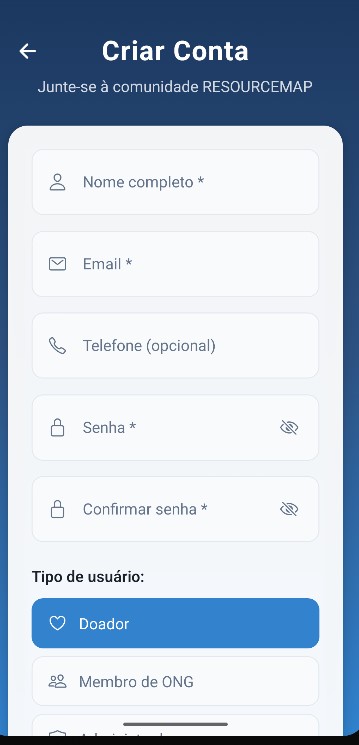 Criar Conta
Junte-se à comunidade RESOURCEMAP
Nome completo *
Email *
Telefone (opcional)
Senha *
Confirmar senha *
Tipo de usuário:
Doador
Membro de ONG